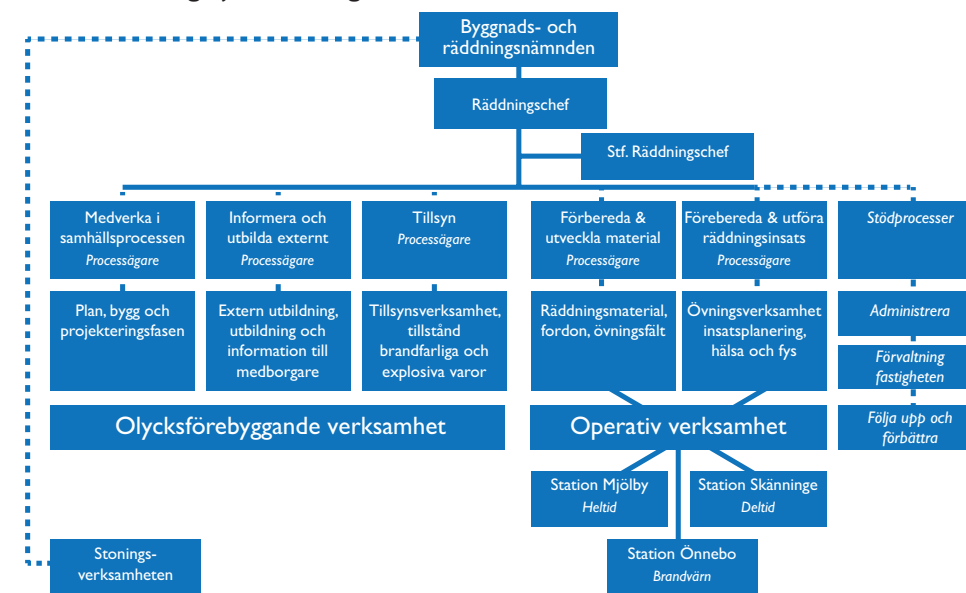 Byggnads- och
räddningsnämnden
Räddningschef
Stf. Räddningschef
Medverka i
samhällsprocessen
Processägare
Informera och
utbilda externt
Processägare
Tillsyn
Processägare
Förbereda &
utveckla material
Processägare
Förebereda & utföra
räddningsinsats
Processägare
Stödprocesser
Plan, bygg och
projekteringsfasen
Extern utbildning,
utbildning och
information till
medborgare
Tillsynsverksamhet,
tillstånd
brandfarliga och
explosiva varor
Räddningsmaterial,
fordon, övningsfält
Övningsverksamhet
insatsplanering,
hälsa och fys
Administrera
Förvaltning
fastigheten
Olycksförebyggande verksamhet
Operativ verksamhet
Följa upp och
förbättra
Station Mjölby
Heltid
Station Skänninge
Deltid
Station Önnebo
Brandvärn
Stonings-
verksamheten